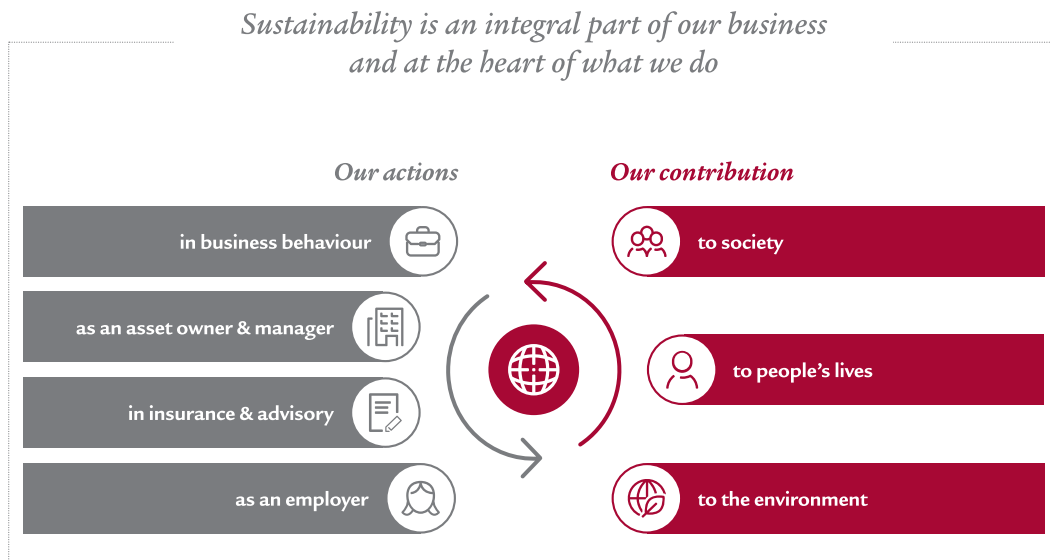 Sustainability is an integral part of our business
and at the heart of what we do
Our actions
in business behaviour
as an asset owner & manager
in insurance & advisory
as an employer
Our contribution
to society
to people’s lives
to the environment